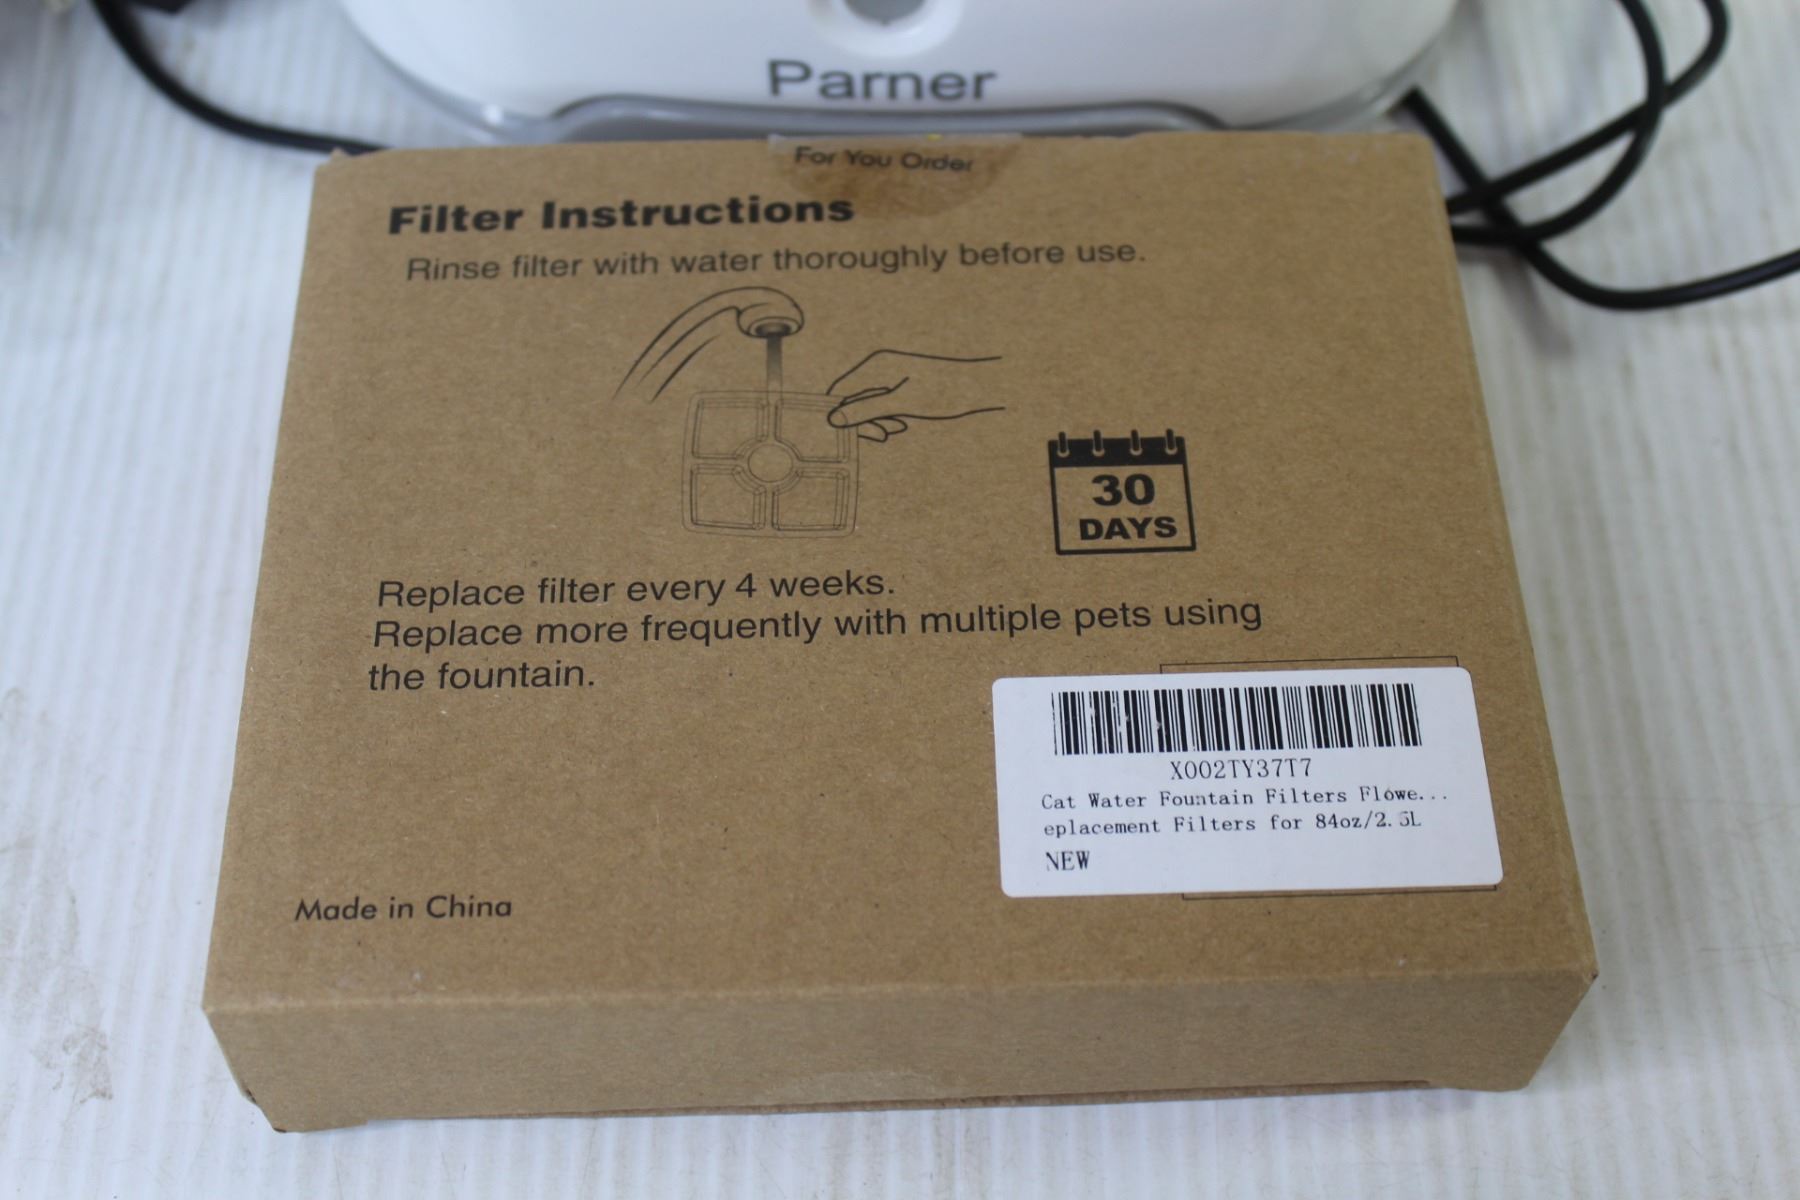 Parner
For You Order
Filter Instructions
Rinse filter with water thoroughly before use.
30
DAYS
Replace filter every 4 weeks.
Replace more frequently with multiple pets using
the fountain.
X002TY37T7
Cat Water Fountain Filters Flowe...
eplacement Filters for 84oz/2.5L
NEW
Made in China